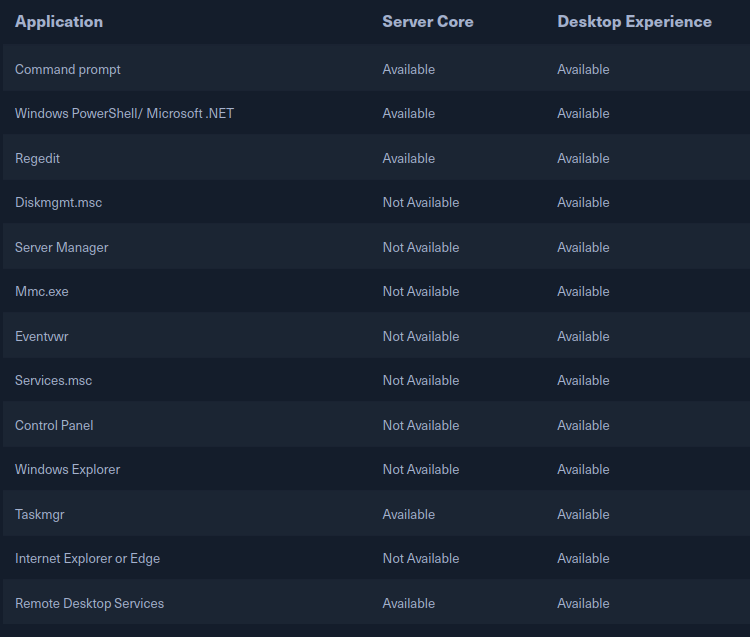 Application Server Core Desktop Experience
Command prompt Available Available
Windows PowerShell/ Microsoft .NET Available Available
Regedit Available Available
Diskmgmt.msc Not Available Available
Server Manager Not Available Available
Mmc.exe Not Available Available
Eventvwr Not Available Available
Services.msc Not Available Available
Control Panel Not Available Available
Windows Explorer Not Available Available
Taskmgr Available Available
Internet Explorer or Edge Not Available Available
Remote Desktop Services Available Available